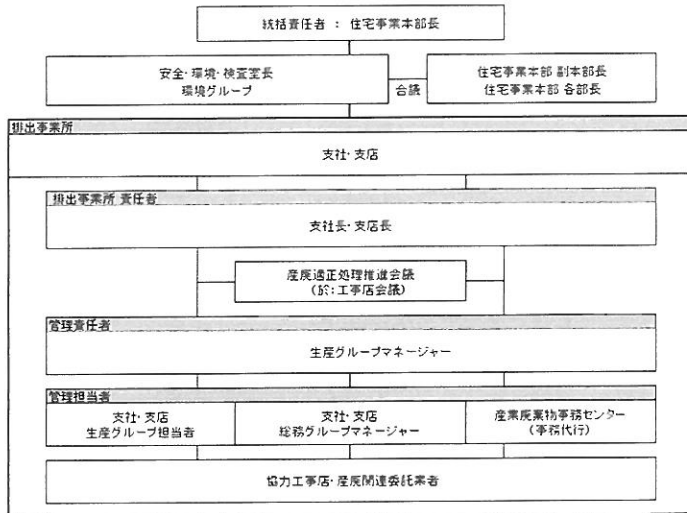 統括責任者 : 住宅事業本部長
安全・環境・検査室長
環境グループ
会議
住宅事業本部 副本部長
住宅事業本部 各部長
排出事業所
支社・支店
排出事業所 責任者
支社長・支店長
産廃適正処理推進会議
(於:工事店会議)
管理責任者
生産グループマネージャー
管理担当者
支社・支店
生産グループ担当者
支社・支店
総務グループマネージャー
産業廃棄物事務センター
(事務代行)
協力工事店・産廃関連委託業者